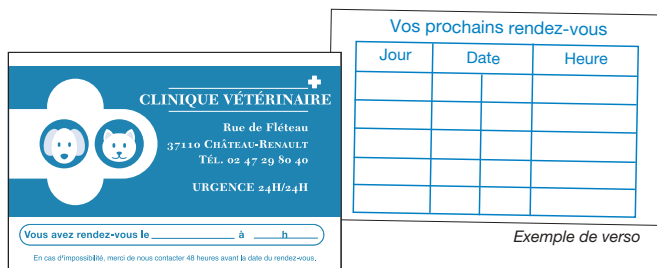 CLINIQUE VÉTÉRINAIRE
Rue de Fléteau
37110 CHÂTEAU-RENAULT
TÉL. 02 47 29 80 40
URGENCE 24H/24H
Vous avez rendez-vous le ____________ à ____h____
En cas d'impossibilité, merci de nous contacter 48 heures avant la date du rendez-vous.
Vos prochains rendez-vous
Jour Date Heure
Exemple de verso